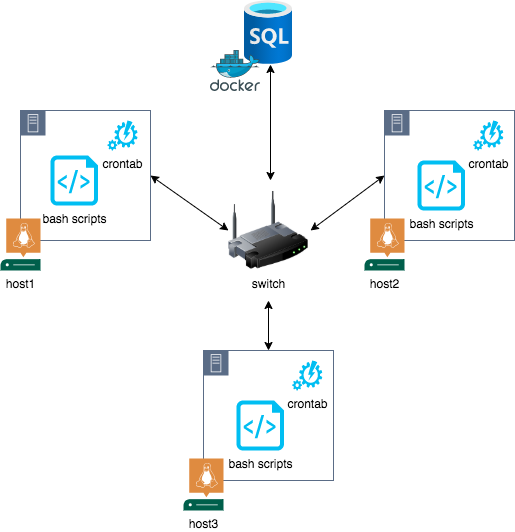 SQL
docker
crontab
bash scripts
host1
crontab
bash scripts
host2
switch
crontab
bash scripts
host3